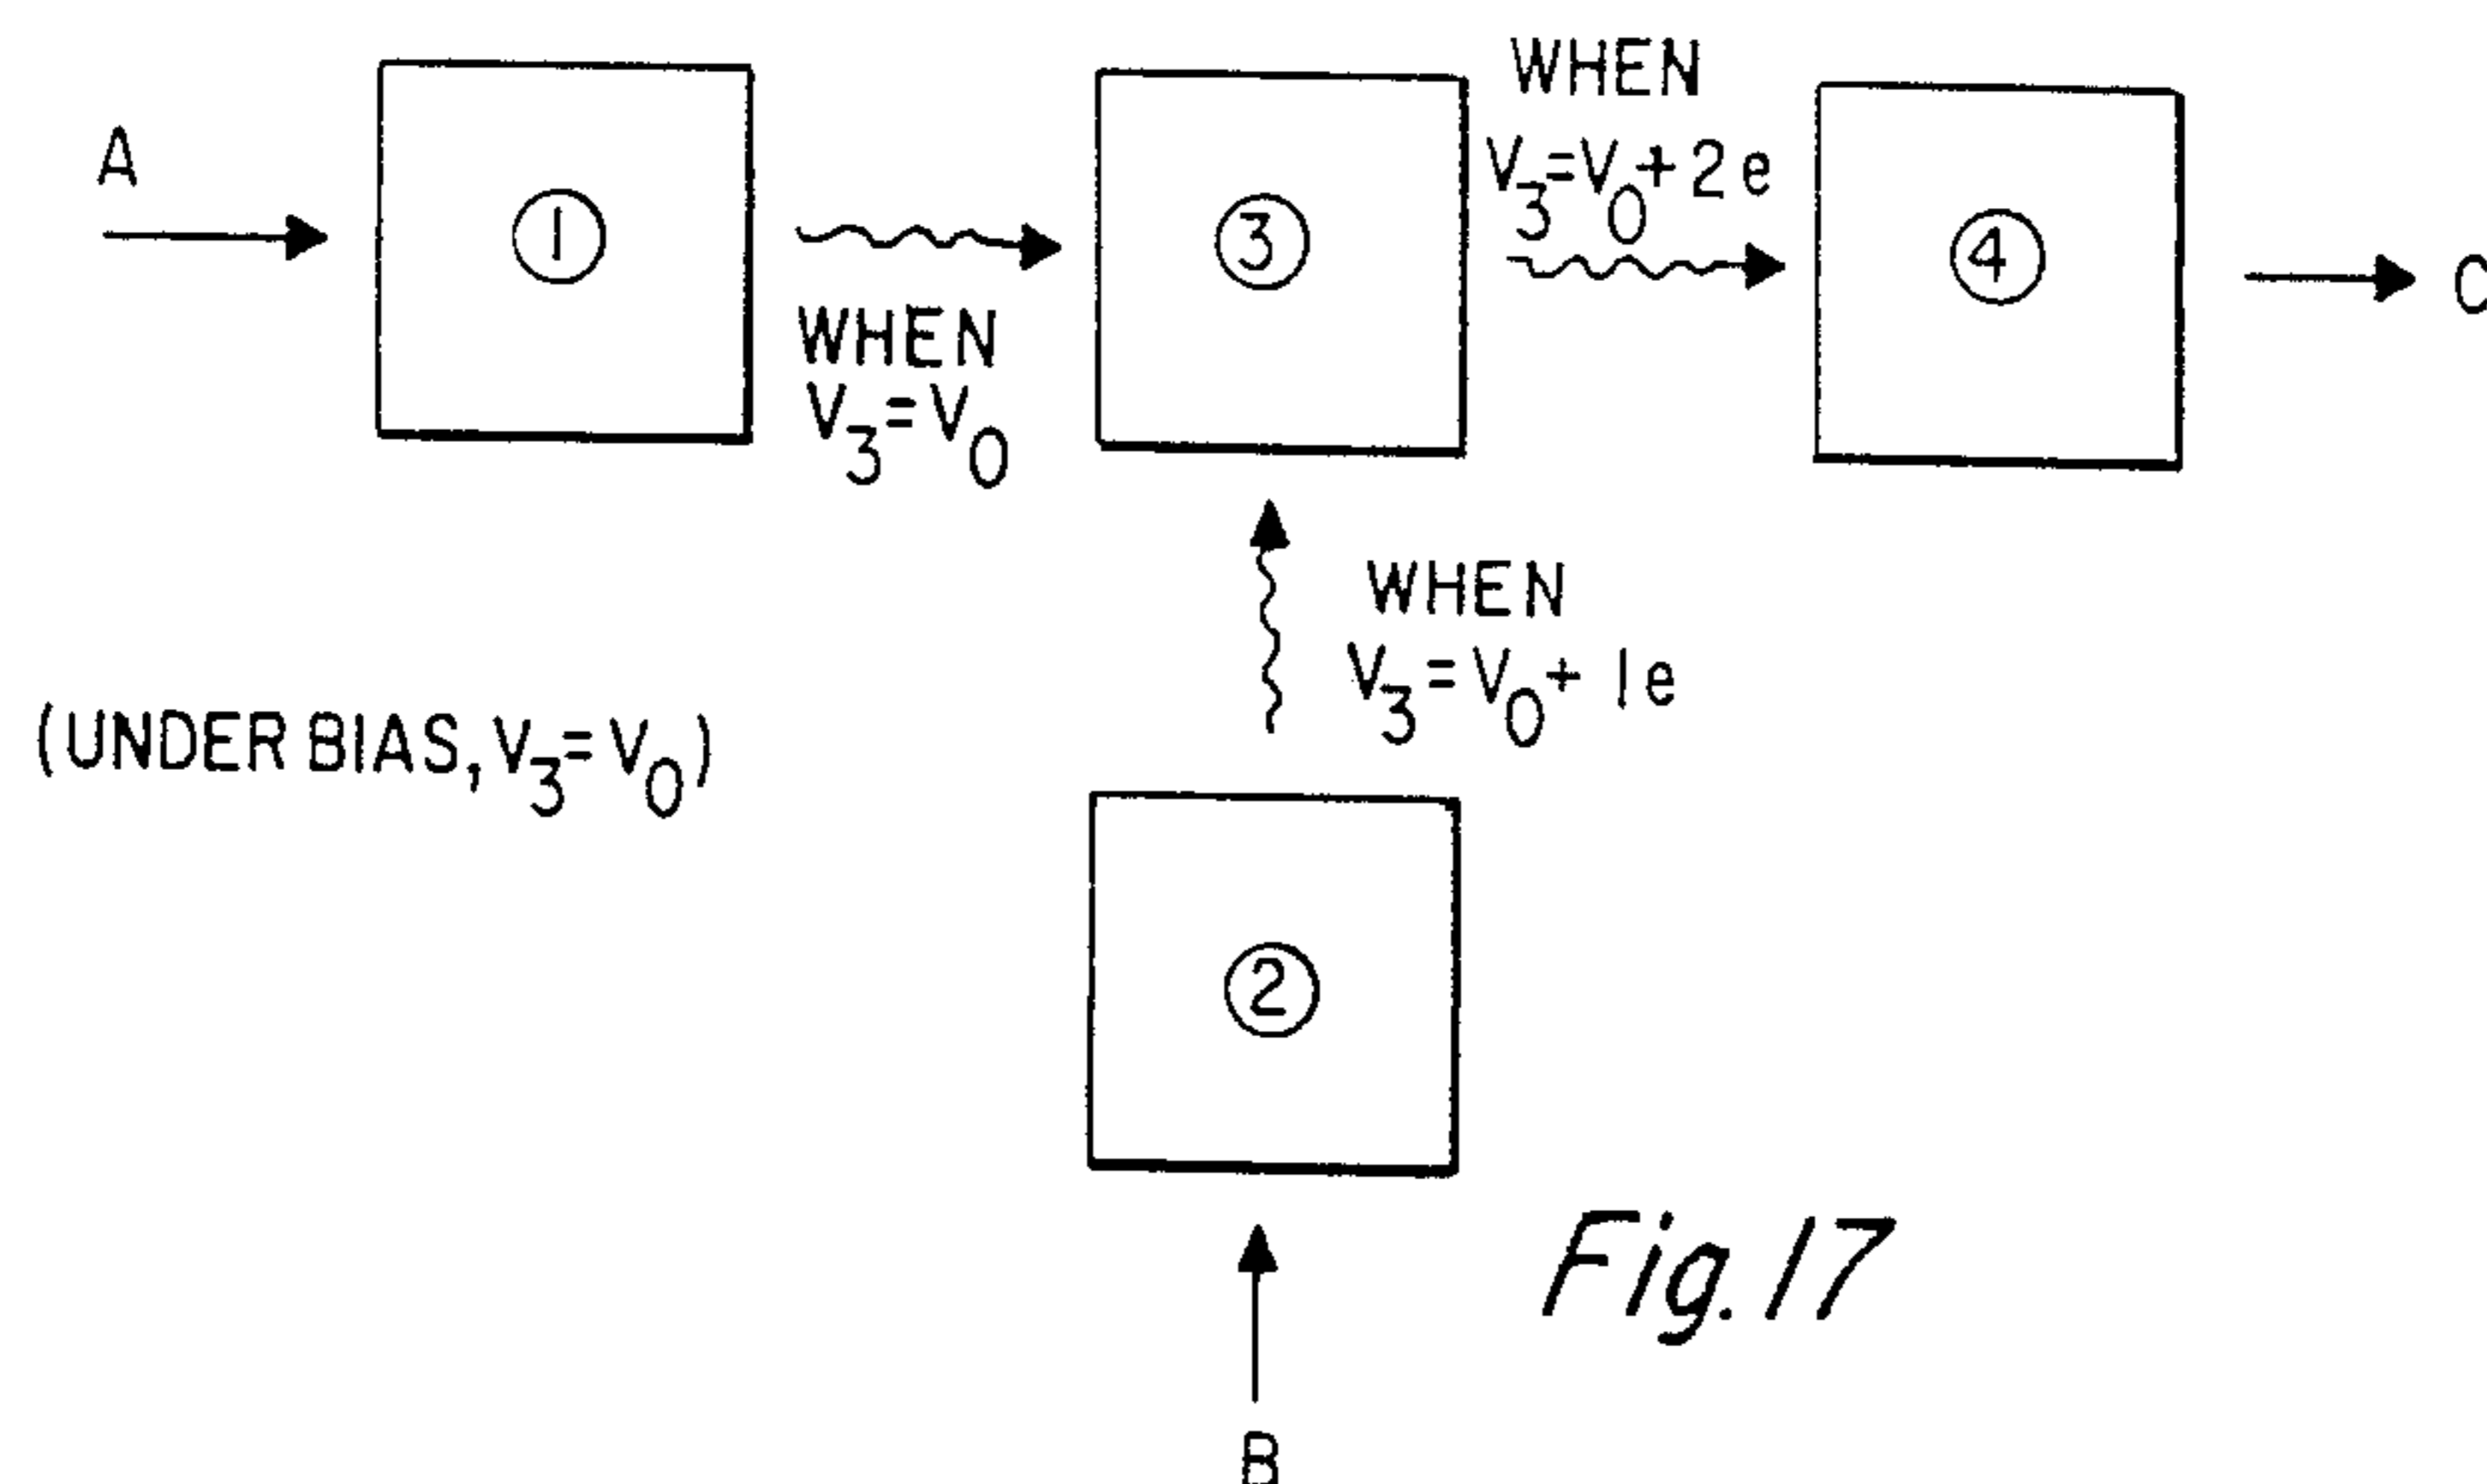 A
①
WHEN
V₃=V₀
③
WHEN
V₃=V₀+2e
④
C
WHEN
V₃=V₀+1e
(UNDER BIAS, V₃=V₀)
②
B
Fig.17